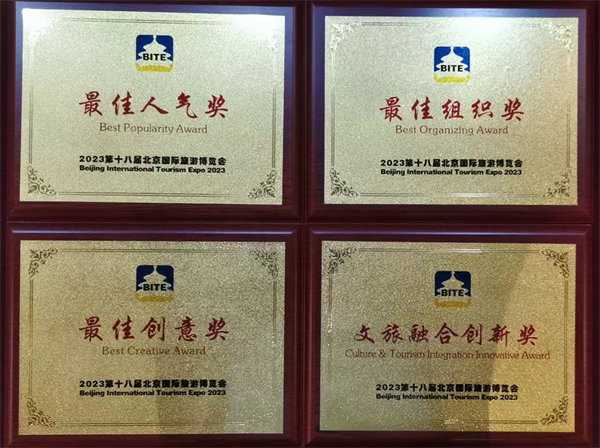 BITE
最佳人气奖
Best Popularity Award
2023第十八届北京国际旅游博览会
Beijing International Tourism Expo 2023
BITE
最佳组织奖
Best Organizing Award
2023第十八届北京国际旅游博览会
Beijing International Tourism Expo 2023
BITE
最佳创意奖
Best Creative Award
2023第十八届北京国际旅游博览会
Beijing International Tourism Expo 2023
BITE
文旅融合创新奖
Culture & Tourism Integration Innovative Award
2023第十八届北京国际旅游博览会
Beijing International Tourism Expo 2023